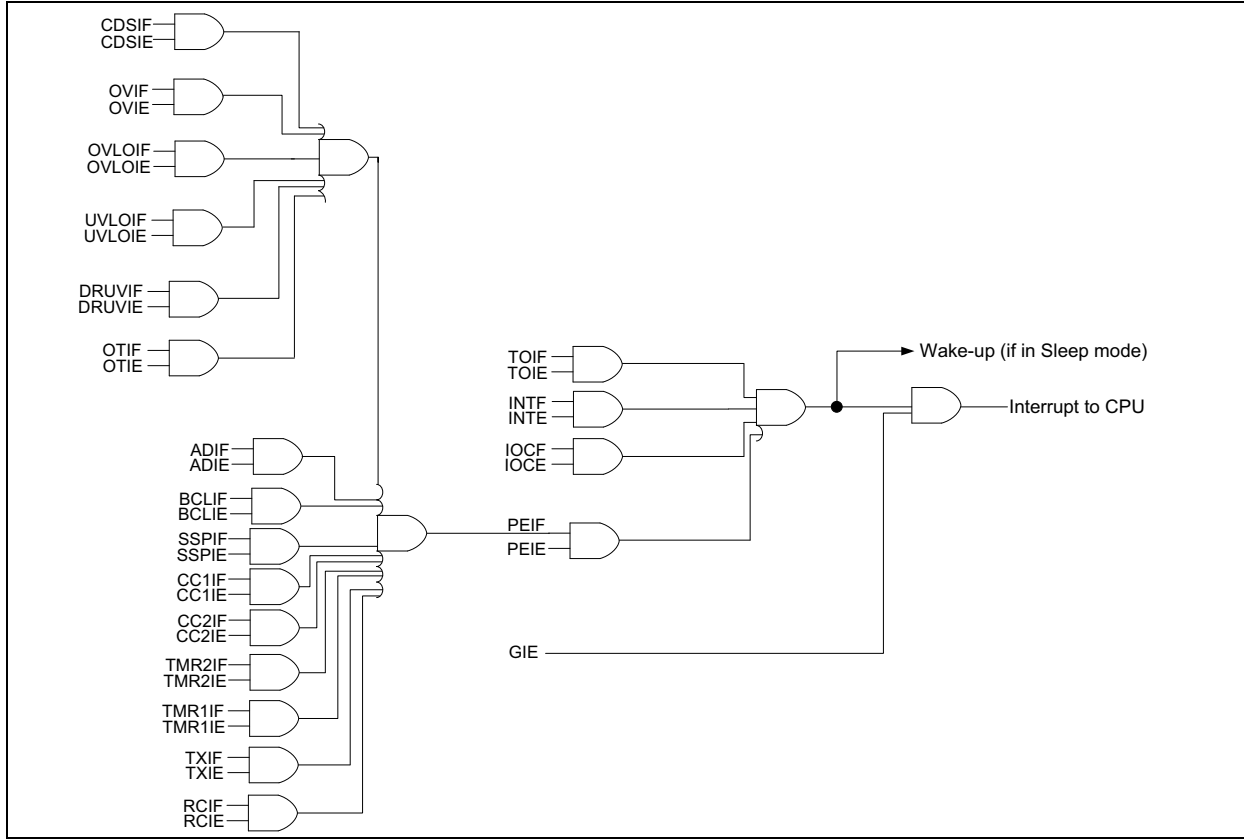 CDSIF
CDSIE
OVIF
OVIE
OVLOIF
OVLOIE
UVLOIF
UVLOIE
DRUVIF
DRUVIE
OTIF
OTIE
ADIF
ADIE
BCLIF
BCLIE
SSPIF
SSPIE
CC1IF
CC1IE
CC2IF
CC2IE
TMR2IF
TMR2IE
TMR1IF
TMR1IE
TXIF
TXIE
RCIF
RCIE
TOIF
TOIE
INTF
INTE
IOCF
IOCE
PEIF
PEIE
GIE
Wake-up (if in Sleep mode)
Interrupt to CPU